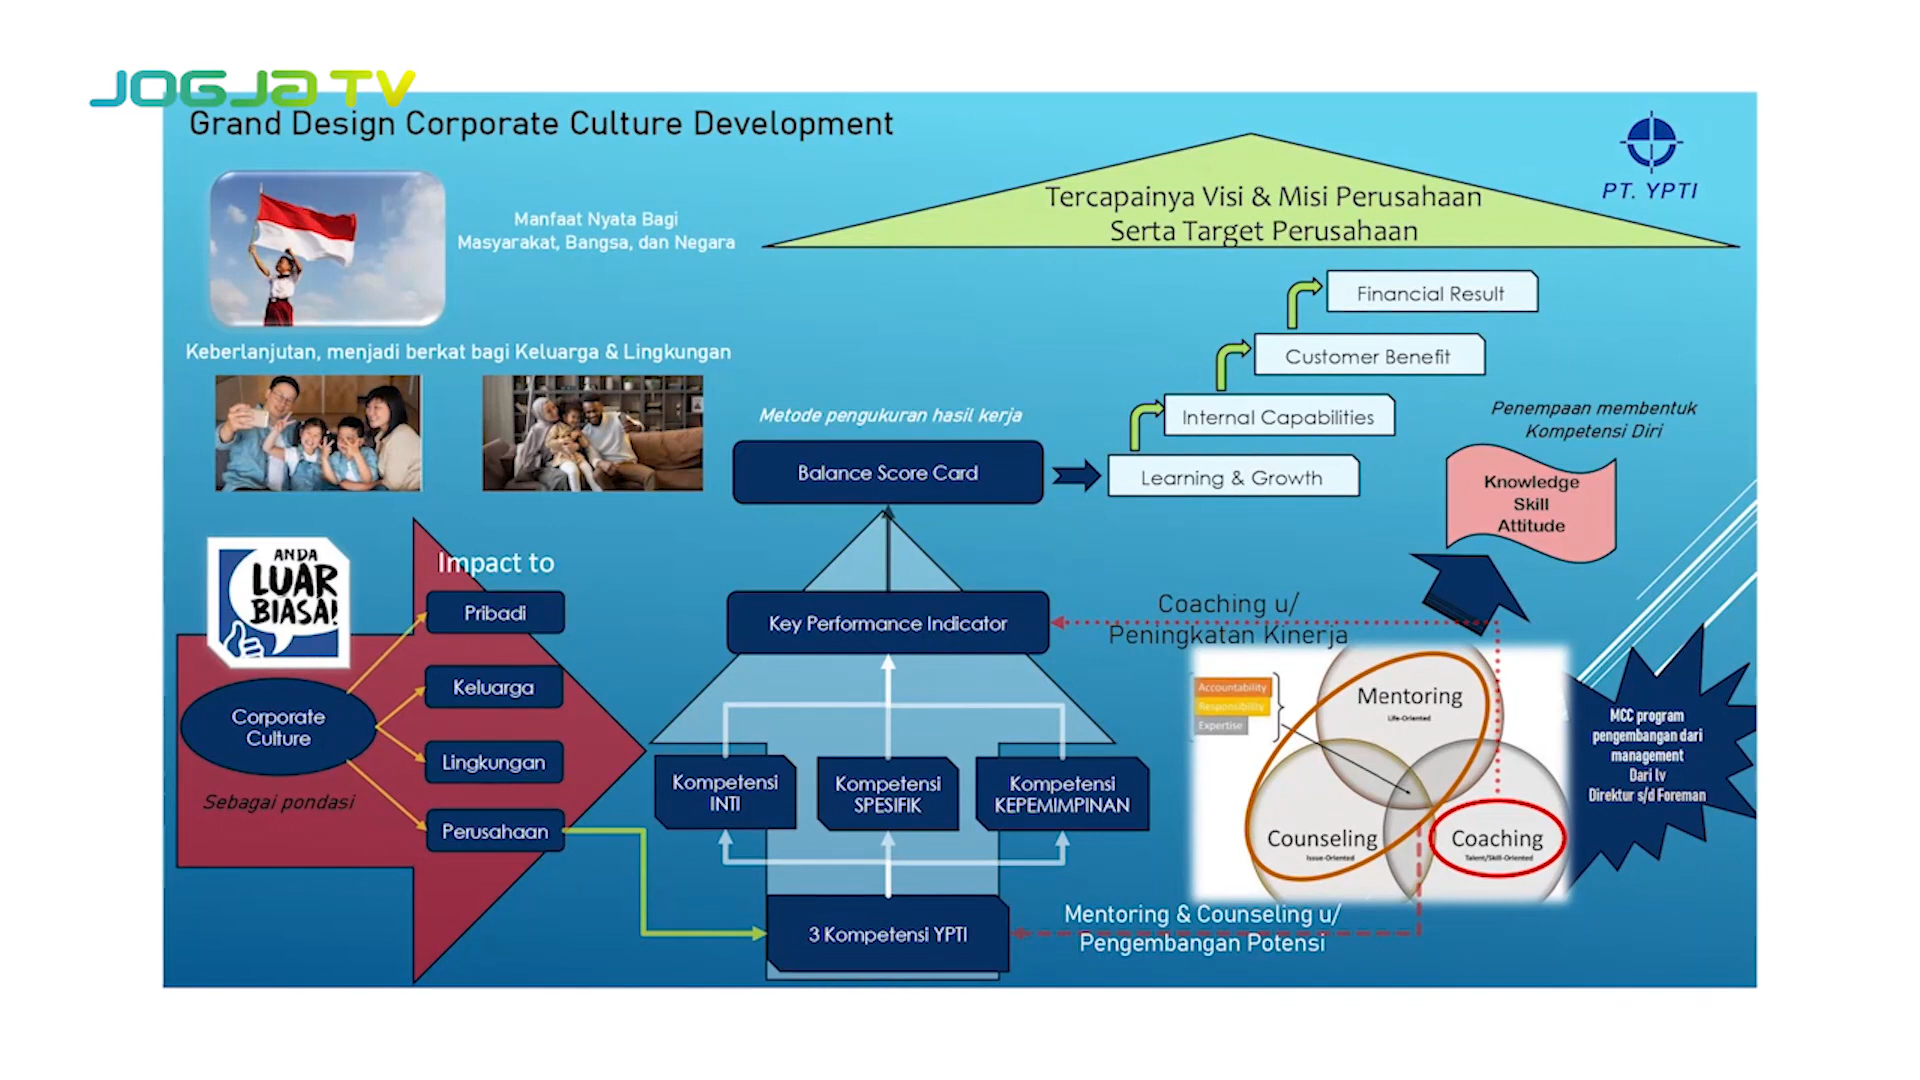 JOGJA TV
Grand Design Corporate Culture Development
PT. YPTI
Tercapainya Visi & Misi Perusahaan
Serta Target Perusahaan
Manfaat Nyata Bagi
Masyarakat, Bangsa, dan Negara
Keberlanjutan, menjadi berkat bagi Keluarga & Lingkungan
Financial Result
Customer Benefit
Internal Capabilities
Learning & Growth
Metode pengukuran hasil kerja
Balance Score Card
Penempaan membentuk
Kompetensi Diri
Knowledge
Skill
Attitude
ANDA
LUAR
BIASA!
Impact to
Pribadi
Keluarga
Lingkungan
Perusahaan
Corporate
Culture
Sebagai pondasi
Key Performance Indicator
Kompetensi
INTI
Kompetensi
SPESIFIK
Kompetensi
KEPEMIMPINAN
3 Kompetensi YPTI
Coaching u/
Peningkatan Kinerja
Accountability
Responsibility
Expertise
Mentoring
Life-Oriented
Counseling
Issue-Oriented
Coaching
Talent/Skill-Oriented
Mentoring & Counseling u/
Pengembangan Potensi
MCC program
pengembangan dari
management
Dari lv
Direktur s/d Foreman